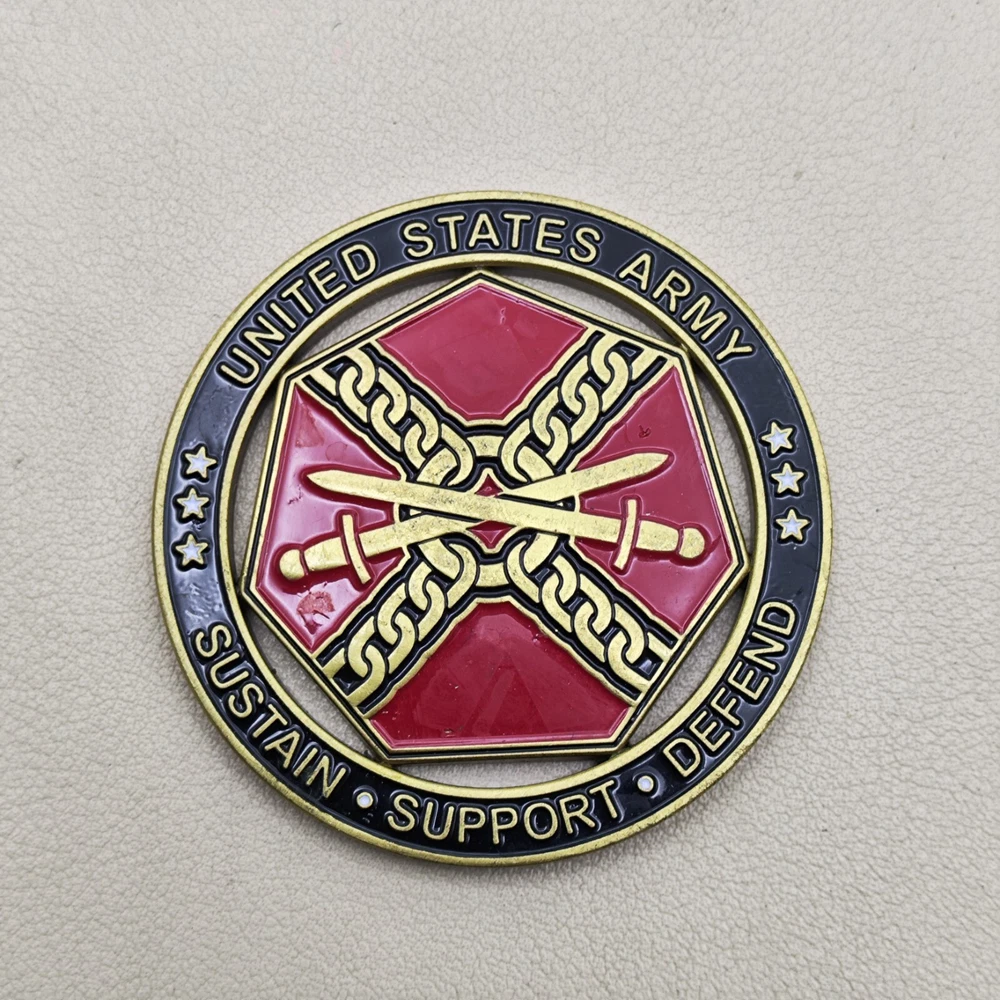 UNITED STATES ARMY
SUSTAIN • SUPPORT • DEFEND